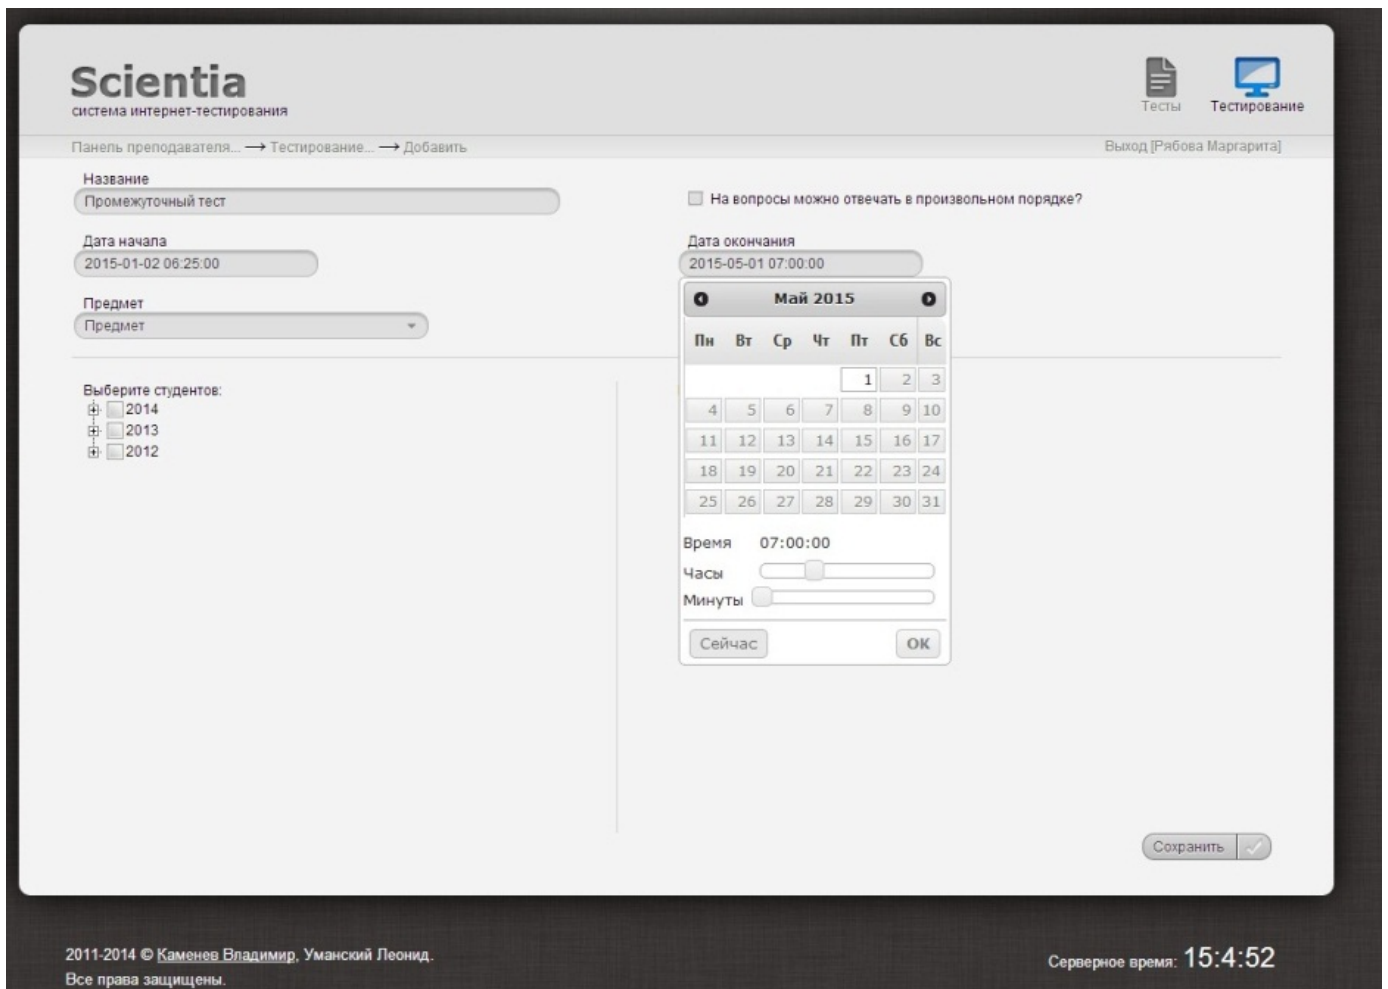 Scientia
система интернет-тестирования
Тесты
Тестирование
Панель преподавателя... → Тестирование... → Добавить
Выход [Рябова Маргарита]
Название
Промежуточный тест
На вопросы можно отвечать в произвольном порядке?
Дата начала
2015-01-02 06:25:00
Дата окончания
2015-05-01 07:00:00
Предмет
Предмет
Май 2015
Пн Вт Ср Чт Пт Сб Вс
1 2 3
4 5 6 7 8 9 10
11 12 13 14 15 16 17
18 19 20 21 22 23 24
25 26 27 28 29 30 31
Время 07:00:00
Часы
Минуты
Сейчас
ОК
Выберите студентов:
2014
2013
2012
Сохранить
2011-2014 © Каменев Владимир, Уманский Леонид.
Все права защищены.
Серверное время: 15:4:52